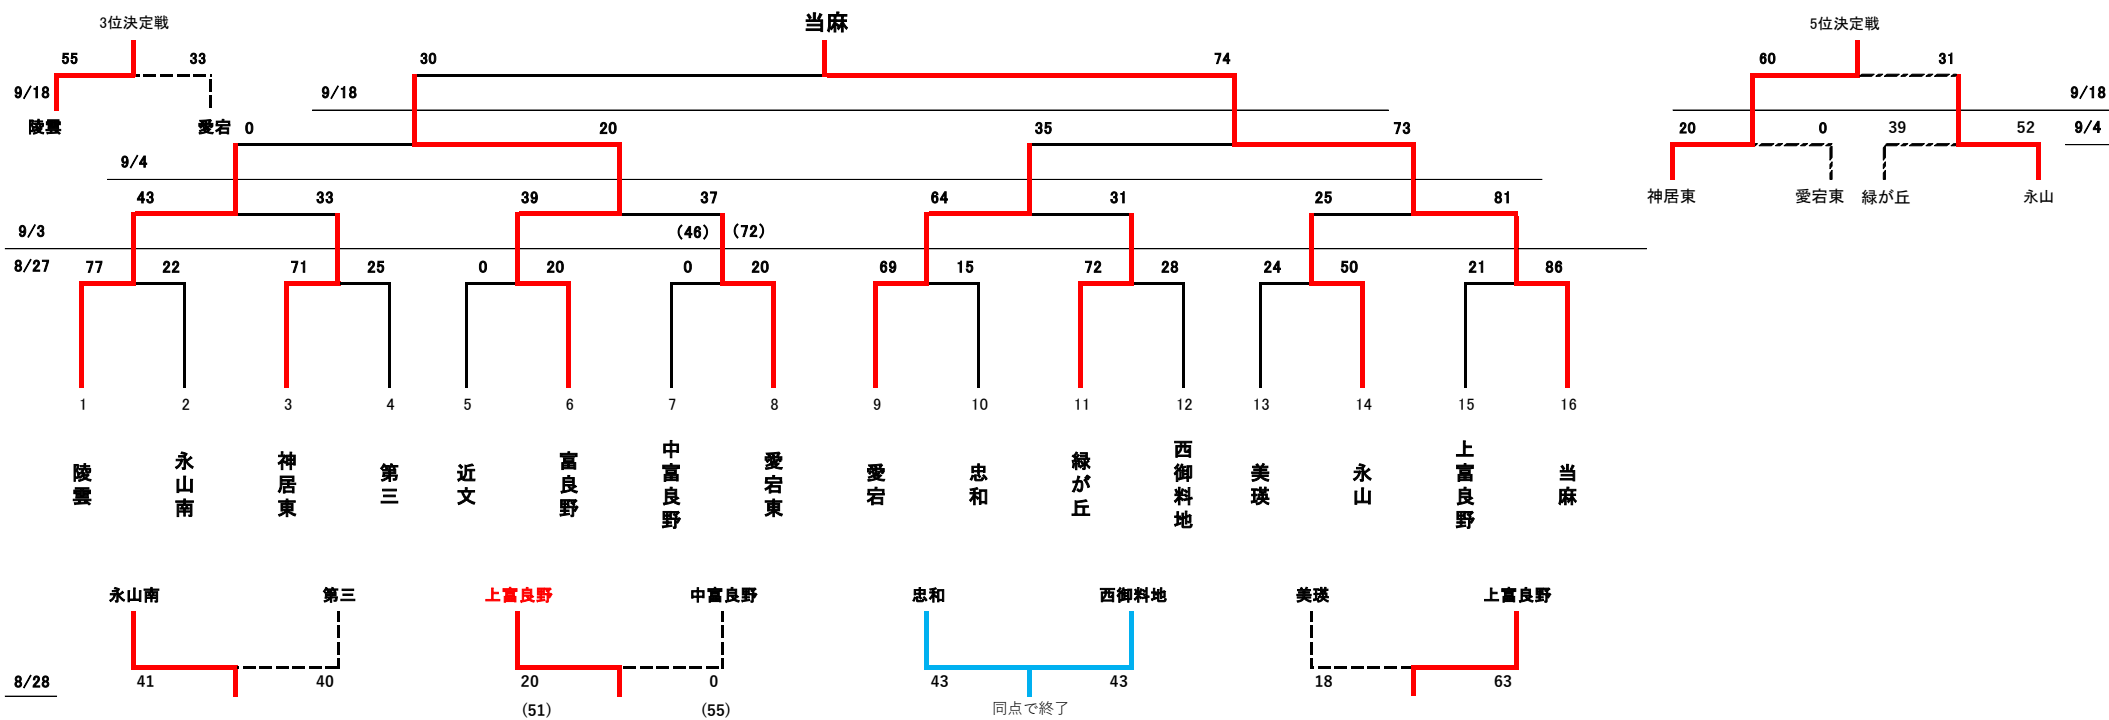 3位決定戦 当麻 5位決定戦
55 33 30 74 60 31
9/18 9/18 9/18
陵雲 愛宕 0 20 35 73 20 0 39 52 9/4
9/4
43 33 39 37 64 31 25 81 神居東 愛宕東 緑が丘 永山
9/3 (46) (72)
8/27 77 22 71 25 0 20 0 20 69 15 72 28 24 50 21 86
1 2 3 4 5 6 7 8 9 10 11 12 13 14 15 16
陵雲
永山南
神居東
第三
近文
富良野
中富良野
愛宕東
愛宕
忠和
緑が丘
西御料地
美瑛
永山
上富良野
当麻
永山南 第三 上富良野 中富良野 忠和 西御料地 美瑛 上富良野
8/28 41 40 20 0 43 43 18 63
(51) (55) 同点で終了